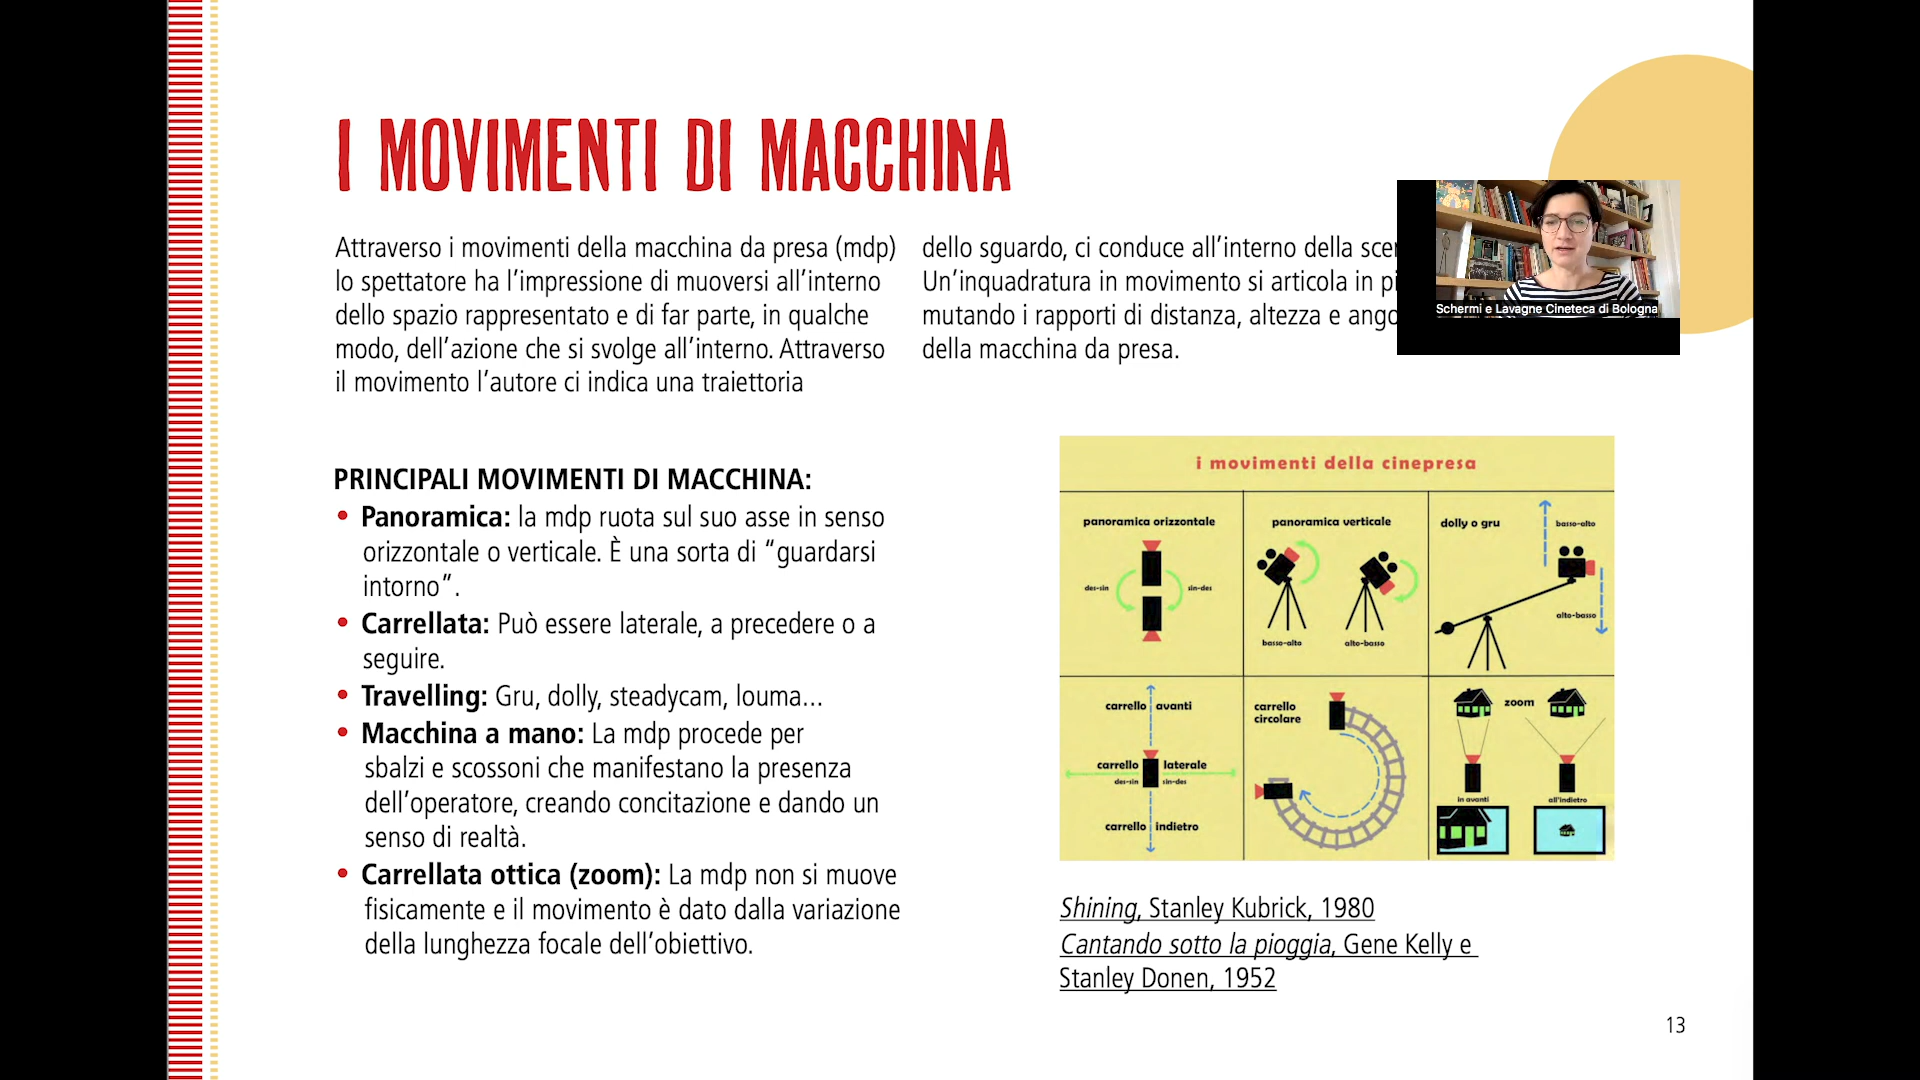 I MOVIMENTI DI MACCHINA
Attraverso i movimenti della macchina da presa (mdp)
lo spettatore ha l'impressione di muoversi all'interno
dello spazio rappresentato e di far parte, in qualche
modo, dell'azione che si svolge all'interno. Attraverso
il movimento l'autore ci indica una traiettoria
dello sguardo, ci conduce all'interno della
Un'inquadratura in movimento si articola in
mutando i rapporti di distanza, altezza e
della macchina da presa.
Schermi e Lavagne Cineteca di Bologna
PRINCIPALI MOVIMENTI DI MACCHINA:
• Panoramica: la mdp ruota sul suo asse in senso
orizzontale o verticale. È una sorta di “guardarsi
intorno”.
• Carrellata: Può essere laterale, a precedere o a
seguire.
• Travelling: Gru, dolly, steadycam, louma...
• Macchina a mano: La mdp procede per
sbalzi e scossoni che manifestano la presenza
dell'operatore, creando concitazione e dando un
senso di realtà.
• Carrellata ottica (zoom): La mdp non si muove
fisicamente e il movimento è dato dalla variazione
della lunghezza focale dell'obiettivo.
i movimenti della cinepresa
panoramica orizzontale
des-sin
sin-des
panoramica verticale
basso-alto
alto-basso
dolly o gru
basso-alto
alto-basso
carrello avanti
carrello laterale
des-sin sin-des
carrello indietro
carrello
circolare
zoom
in avanti
all'indietro
Shining, Stanley Kubrick, 1980
Cantando sotto la pioggia, Gene Kelly e
Stanley Donen, 1952
13